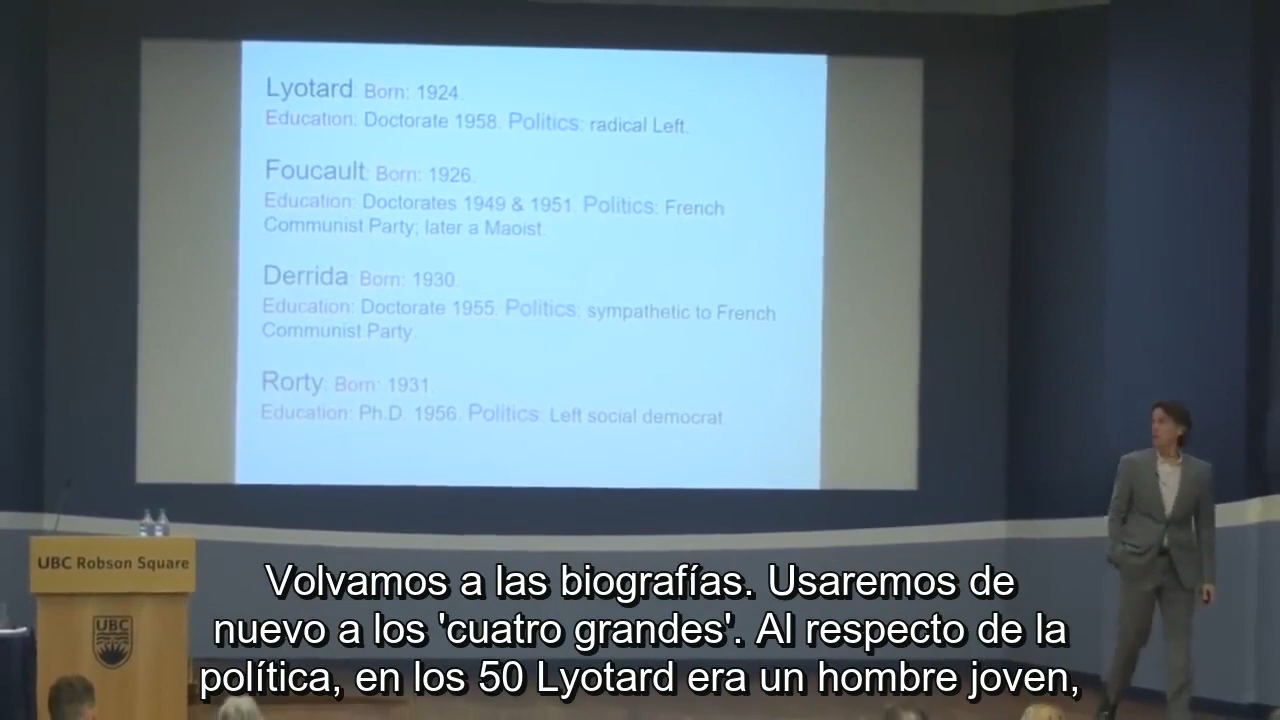 Lyotard: Born: 1924.
Education: Doctorate 1958. Politics: radical Left.
Foucault: Born: 1926.
Education: Doctorates 1949 & 1951. Politics: French
Communist Party; later a Maoist.
Derrida: Born: 1930.
Education: Doctorate 1955. Politics: sympathetic to French
Communist Party.
Rorty: Born: 1931.
Education: Ph.D. 1956. Politics: Left social democrat.
UBC Robson Square
UBC
Volvamos a las biografías. Usaremos de
nuevo a los 'cuatro grandes'. Al respecto de la
política, en los 50 Lyotard era un hombre joven,